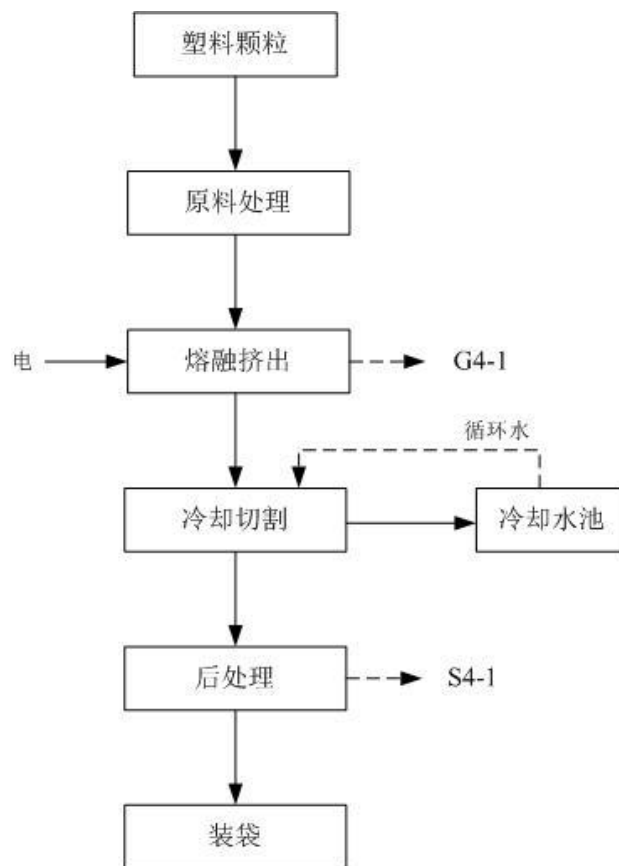 塑料颗粒
原料处理
电
熔融挤出
G4-1
循环水
冷却切割
冷却水池
后处理
S4-1
装袋